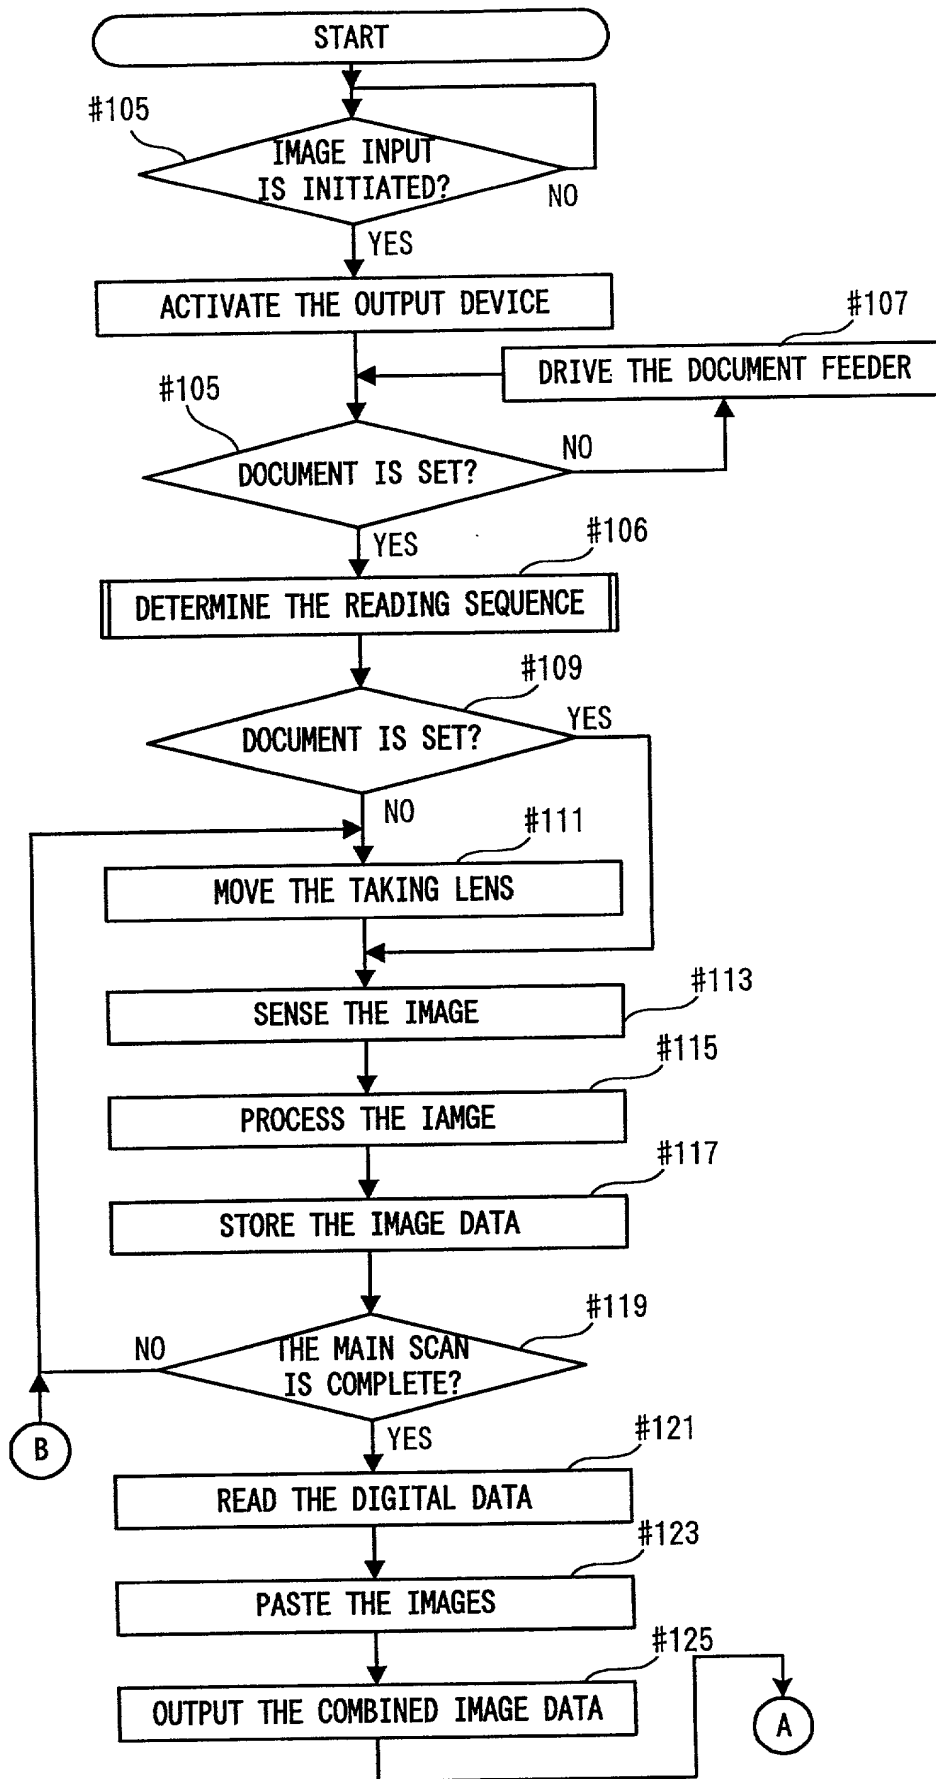 START
#105
IMAGE INPUT
IS INITIATED?
NO
YES
ACTIVATE THE OUTPUT DEVICE
#107
DRIVE THE DOCUMENT FEEDER
#105
DOCUMENT IS SET?
NO
YES
#106
DETERMINE THE READING SEQUENCE
#109
DOCUMENT IS SET?
YES
NO
#111
MOVE THE TAKING LENS
#113
SENSE THE IMAGE
#115
PROCESS THE IAMGE
#117
STORE THE IMAGE DATA
#119
NO
THE MAIN SCAN
IS COMPLETE?
B
YES
#121
READ THE DIGITAL DATA
#123
PASTE THE IMAGES
#125
OUTPUT THE COMBINED IMAGE DATA
A